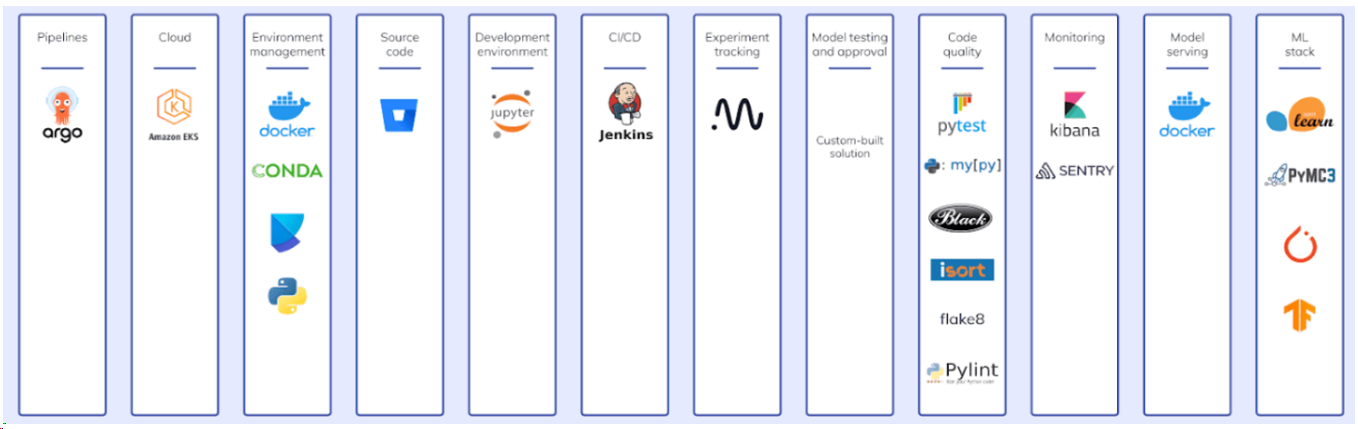 Pipelines
argo
Cloud
Amazon EKS
Environment
management
docker
CONDA
Source
code
Development
environment
jupyter
CI/CD
Jenkins
Experiment
tracking
Model testing
and approval
Custom-built
solution
Code
quality
pytest
: my[py]
Black
isort
flake8
Pylint
Monitoring
kibana
SENTRY
Model
serving
docker
ML
stack
learn
PyMC3